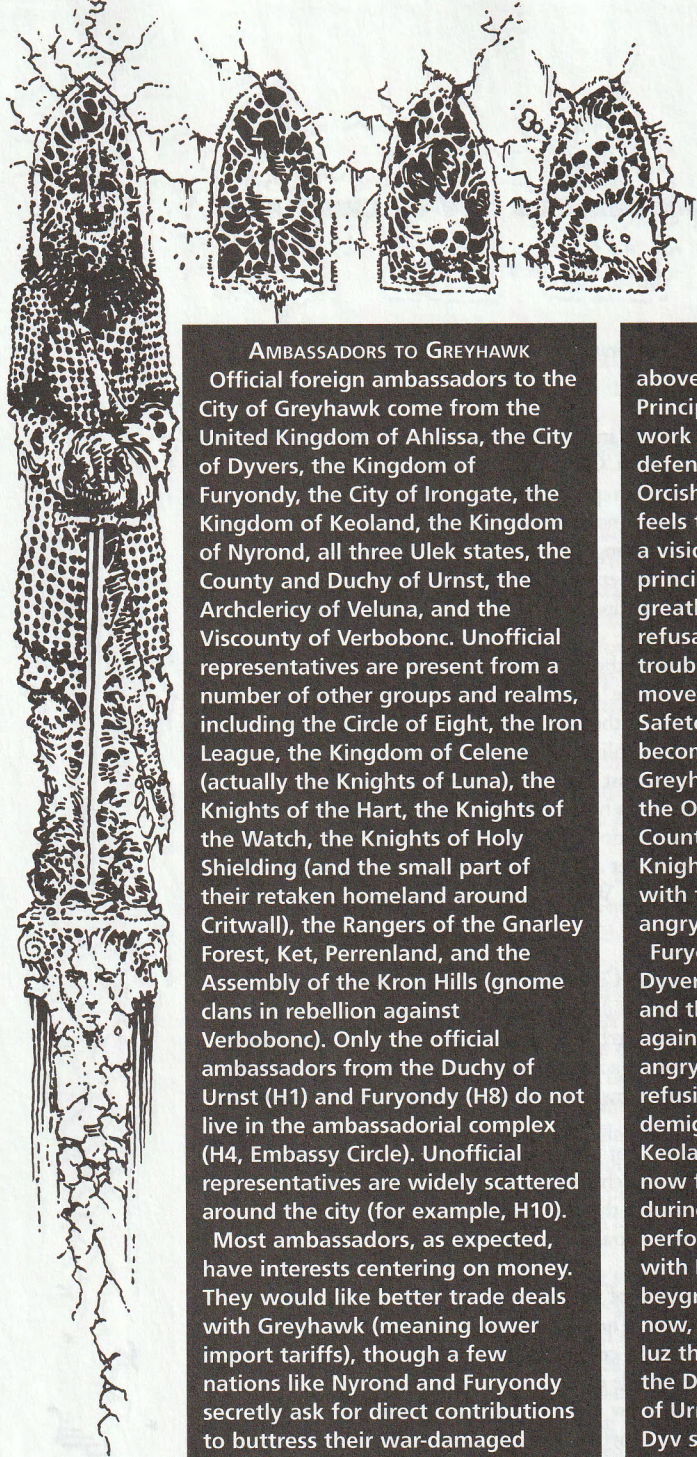 AMBASSADORS TO GREYHAWK
Official foreign ambassadors to the
City of Greyhawk come from the
United Kingdom of Ahlissa, the City
of Dyvers, the Kingdom of
Furyondy, the City of Irongate, the
Kingdom of Keoland, the Kingdom
of Nyrond, all three Ulek states, the
County and Duchy of Urnst, the
Archclericy of Veluna, and the
Viscounty of Verbobonc. Unofficial
representatives are present from a
number of other groups and realms,
including the Circle of Eight, the Iron
League, the Kingdom of Celene
(actually the Knights of Luna), the
Knights of the Hart, the Knights of
the Watch, the Knights of Holy
Shielding (and the small part of
their retaken homeland around
Critwall), the Rangers of the Gnarley
Forest, Ket, Perrenland, and the
Assembly of the Kron Hills (gnome
clans in rebellion against
Verbobonc). Only the official
ambassadors from the Duchy of
Urnst (H1) and Furyondy (H8) do not
live in the ambassadorial complex
(H4, Embassy Circle). Unofficial
representatives are widely scattered
around the city (for example, H10).
Most ambassadors, as expected,
have interests centering on money.
They would like better trade deals
with Greyhawk (meaning lower
import tariffs), though a few
nations like Nyrond and Furyondy
secretly ask for direct contributions
to buttress their war-damaged
above
Princi
work
defen
Orcish
feels
a visio
princi
greatl
refusa
troub
move
Safeto
becon
Greyh
the O
Count
Knigh
with
angry
Furyo
Dyver
and th
again
angry
refusi
demig
Keola
now f
during
perfo
with
beygr
now,
Iuz th
the D
of Ur
Dyv s